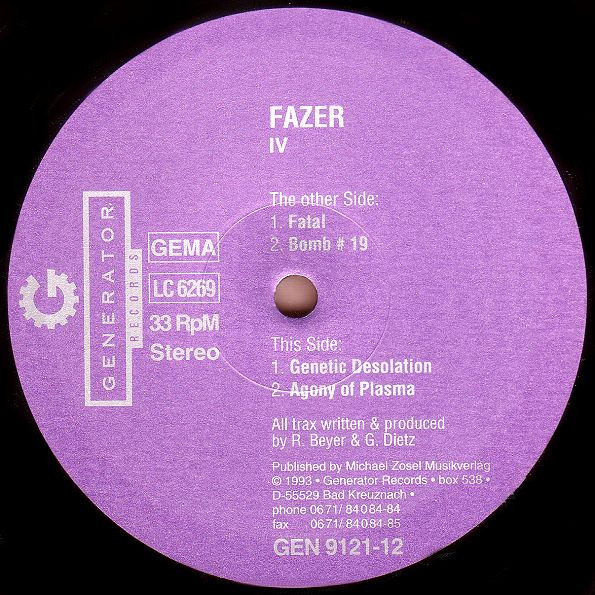 FAZER
IV
The other Side:
1. Fatal
2. Bomb # 19
GENERATOR
RECORDS
G
GEMA
LC 6269
33 RpM
Stereo
This Side:
1. Genetic Desolation
2. Agony of Plasma
All trax written & produced
by R. Beyer & G. Dietz
Published by Michael Zosel Musikverlag
© 1993 • Generator Records • box 538 •
D-55529 Bad Kreuznach •
phone 0671/ 84084-84
fax 0671/ 84084-85
GEN 9121-12